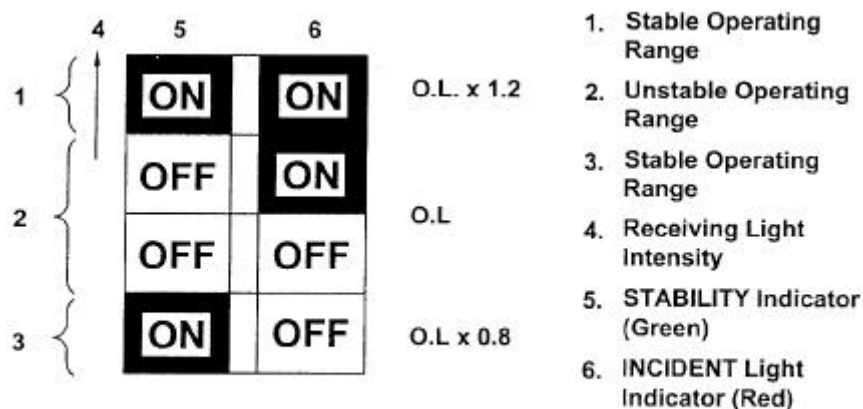 4 5 6
1 ON ON O.L. x 1.2
OFF ON
2 O.L
OFF OFF
3 ON OFF O.L x 0.8
1. Stable Operating
Range
2. Unstable Operating
Range
3. Stable Operating
Range
4. Receiving Light
Intensity
5. STABILITY Indicator
(Green)
6. INCIDENT Light
Indicator (Red)